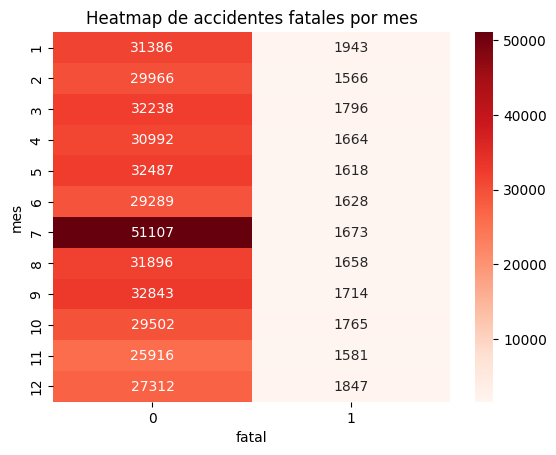 Heatmap de accidentes fatales por mes
mes
1 31386 1943
2 29966 1566
3 32238 1796
4 30992 1664
5 32487 1618
6 29289 1628
7 51107 1673
8 31896 1658
9 32843 1714
10 29502 1765
11 25916 1581
12 27312 1847
0 1
fatal
50000
40000
30000
20000
10000